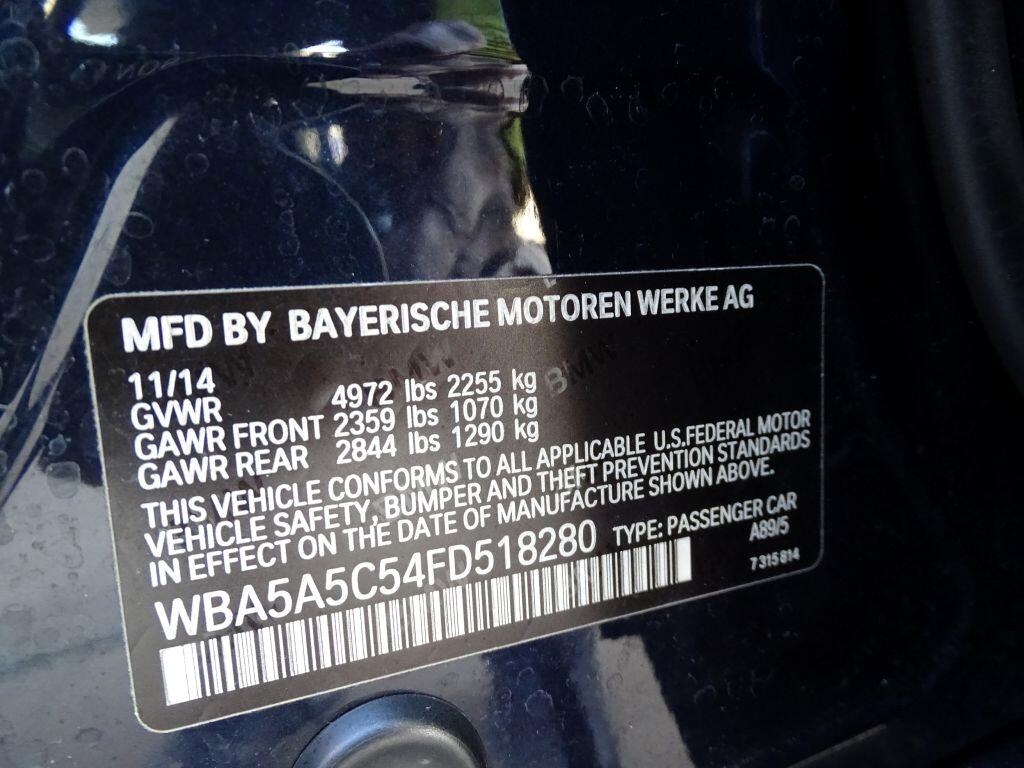 MFD BY BAYERISCHE MOTOREN WERKE AG
11/14
GVWR 4972 lbs 2255 kg
GAWR FRONT 2359 lbs 1070 kg
GAWR REAR 2844 lbs 1290 kg
THIS VEHICLE CONFORMS TO ALL APPLICABLE U.S.FEDERAL MOTOR
VEHICLE SAFETY, BUMPER AND THEFT PREVENTION STANDARDS
IN EFFECT ON THE DATE OF MANUFACTURE SHOWN ABOVE.
WBA5A5C54FD518280 TYPE: PASSENGER CAR
A89/5
7 315 814